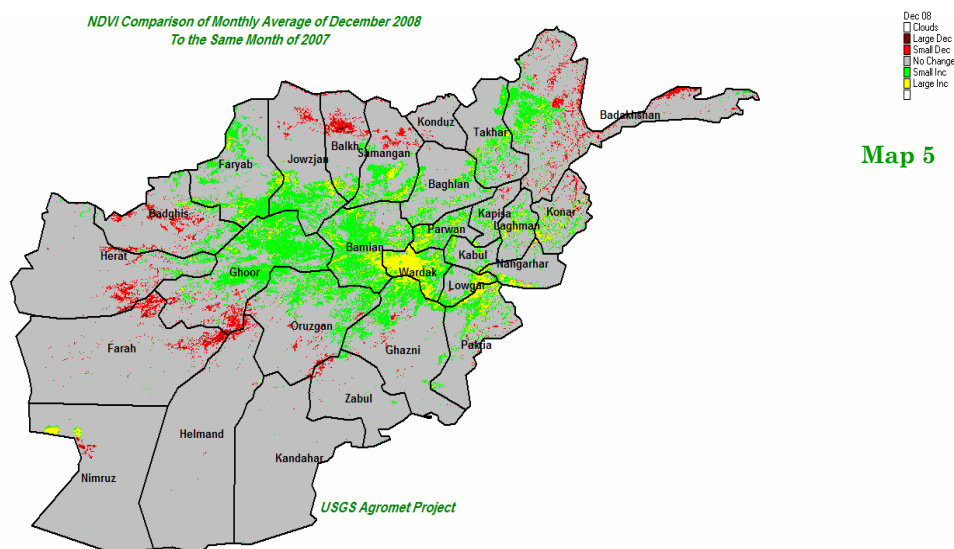 NDVI Comparison of Monthly Average of December 2008
To the Same Month of 2007
Dec 08
Clouds
Large Dec
Small Dec
No Change
Small Inc
Large Inc
Map 5
Badakhshan
Konduz
Takhar
Balkh
Jowzjan
Samangan
Faryab
Baghlan
Badghis
Kapisa
Konar
Laghman
Parwan
Bamian
Herat
Kabul
Nangarhar
Ghoor
Wardak
Lowgar
Oruzgan
Farah
Ghazni
Paktia
Zabul
Helmand
Kandahar
Nimruz
USGS Agromet Project